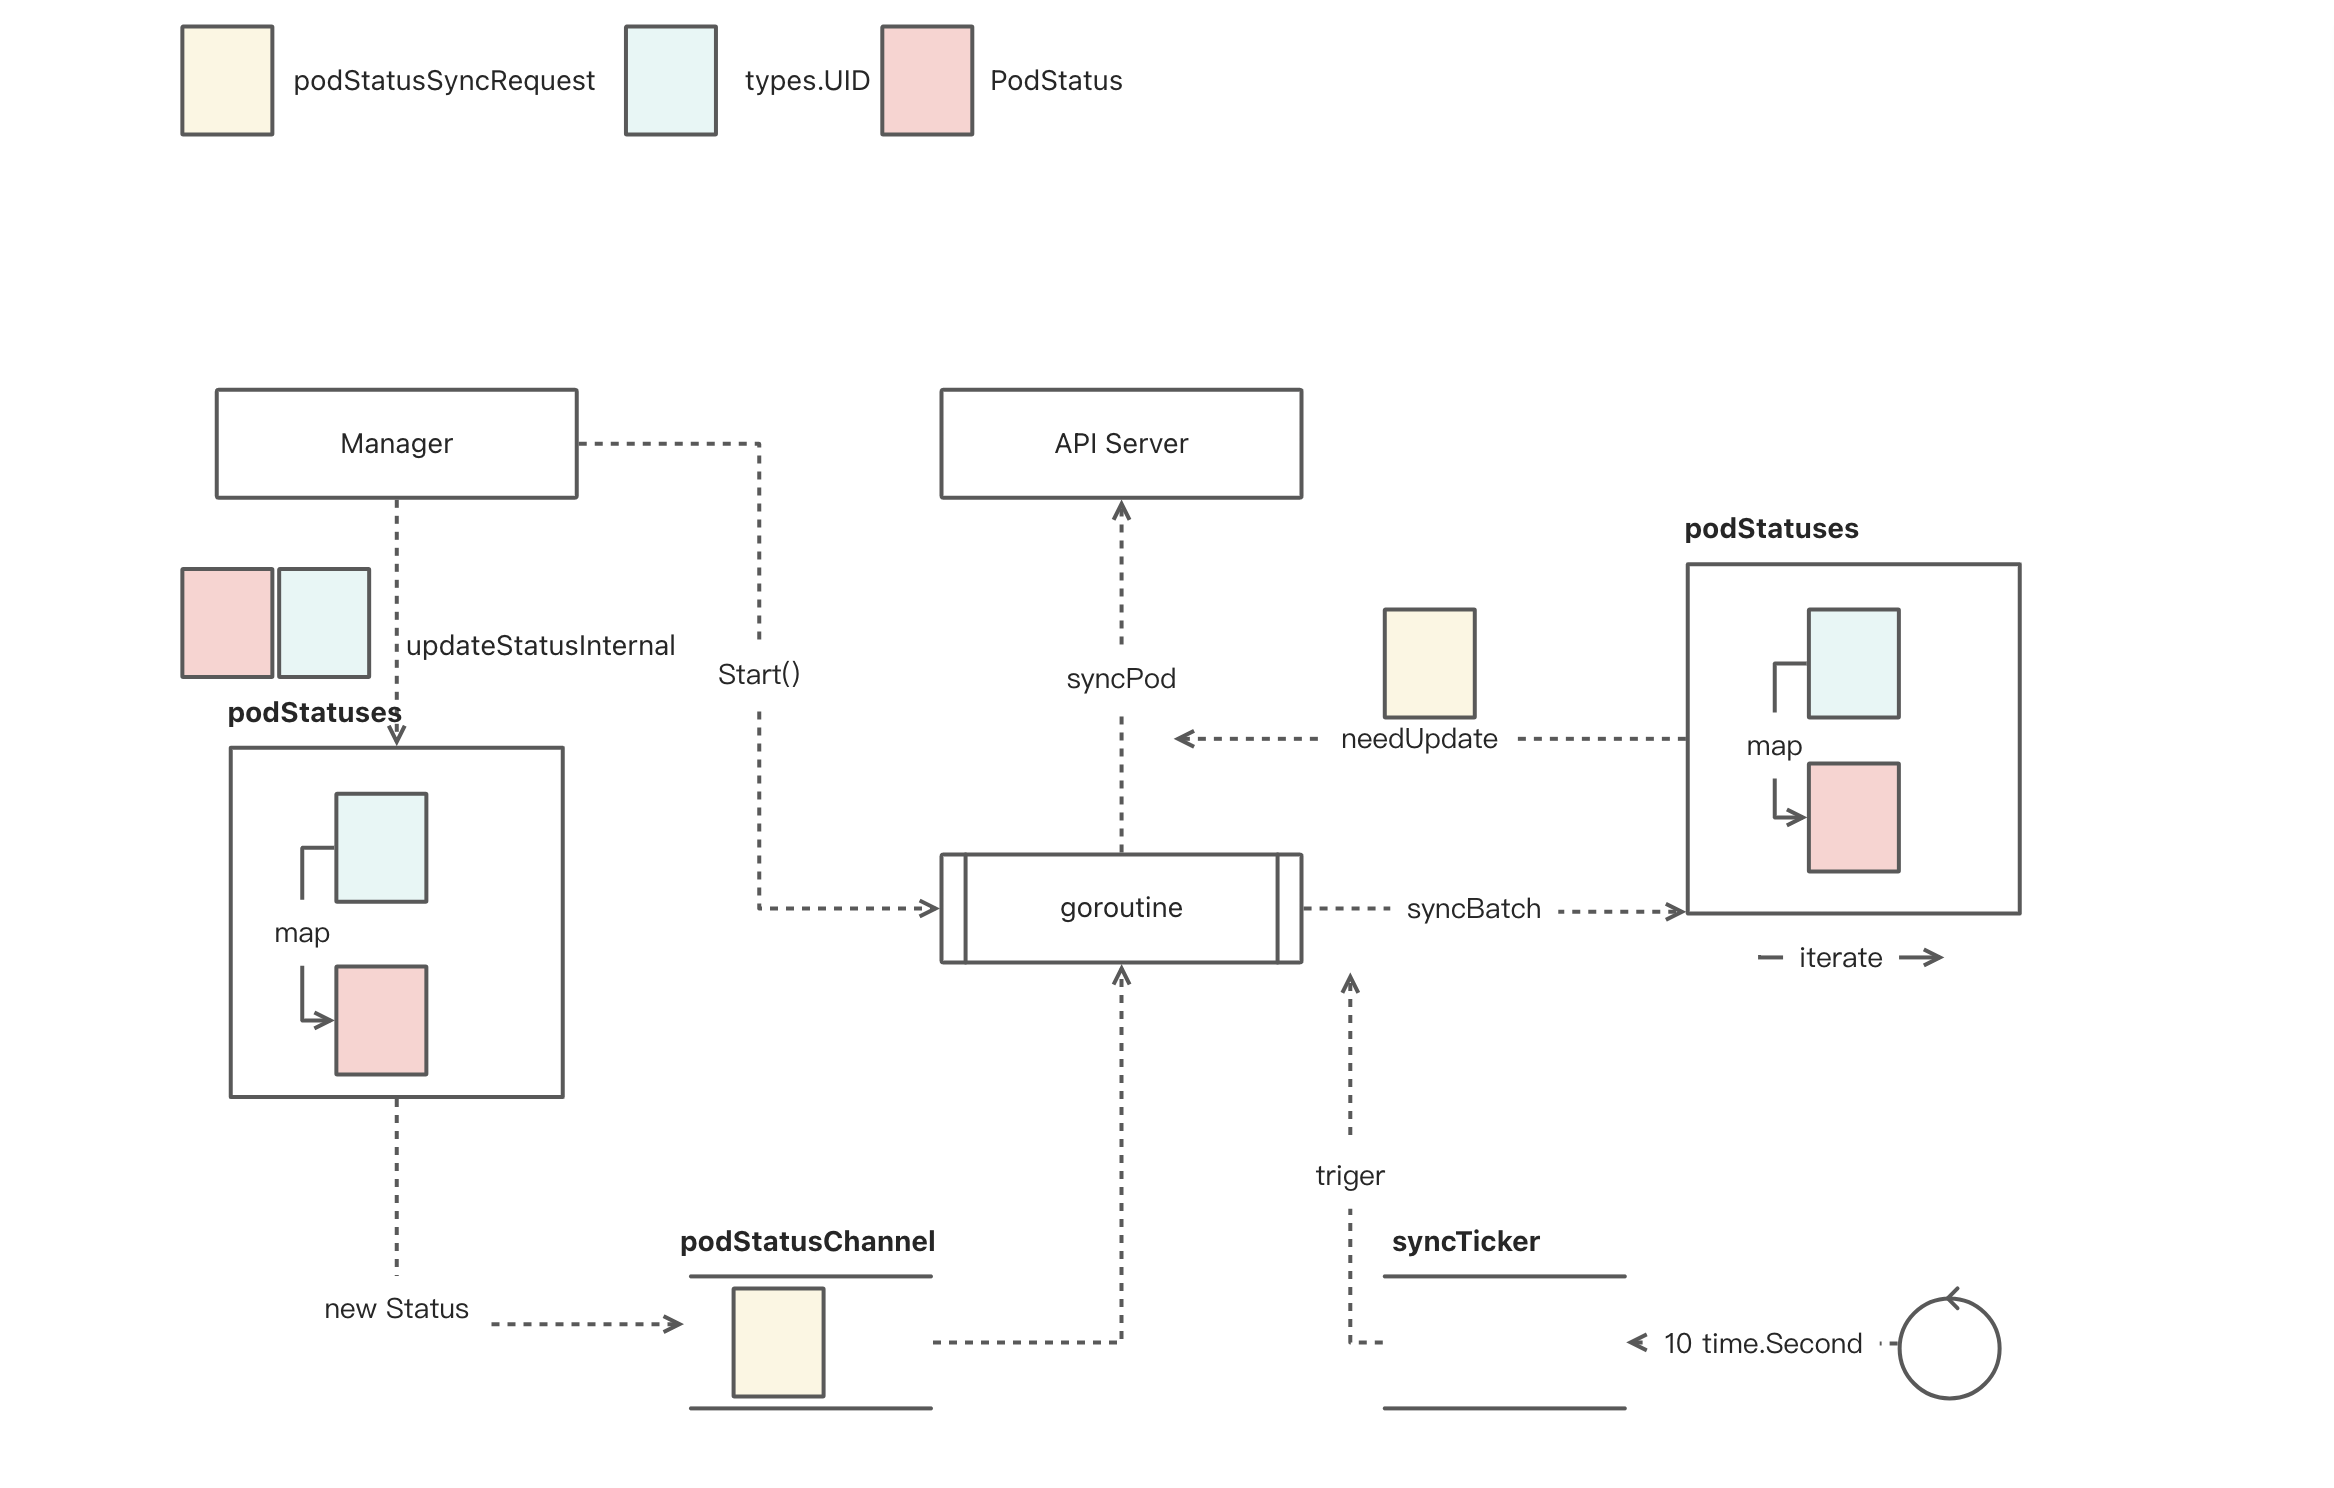 podStatusSyncRequest
types.UID
PodStatus
Manager
API Server
podStatuses
updateStatusInternal
Start()
syncPod
needUpdate
podStatuses
map
map
goroutine
syncBatch
iterate
triger
podStatusChannel
syncTicker
new Status
10 time.Second